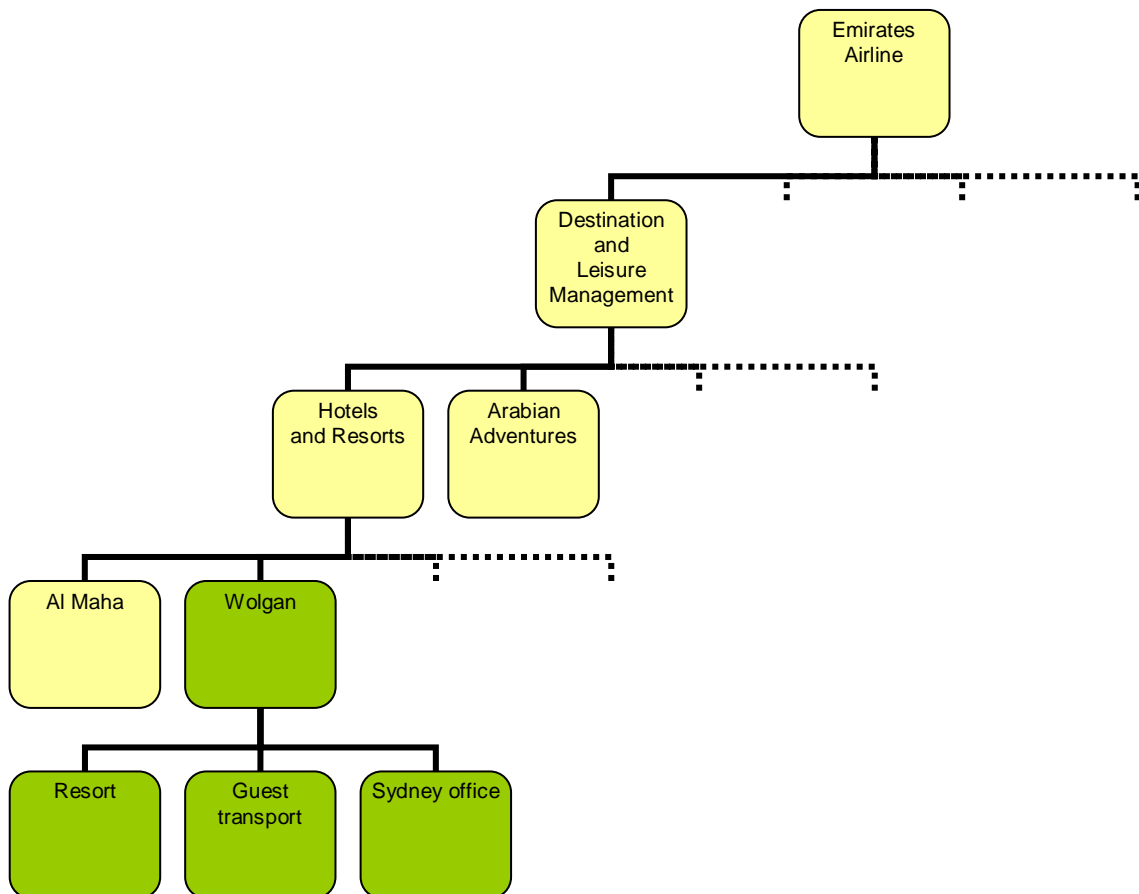 Emirates
Airline
Destination
and
Leisure
Management
Hotels
and Resorts
Arabian
Adventures
Al Maha
Wolgan
Resort
Guest
transport
Sydney office